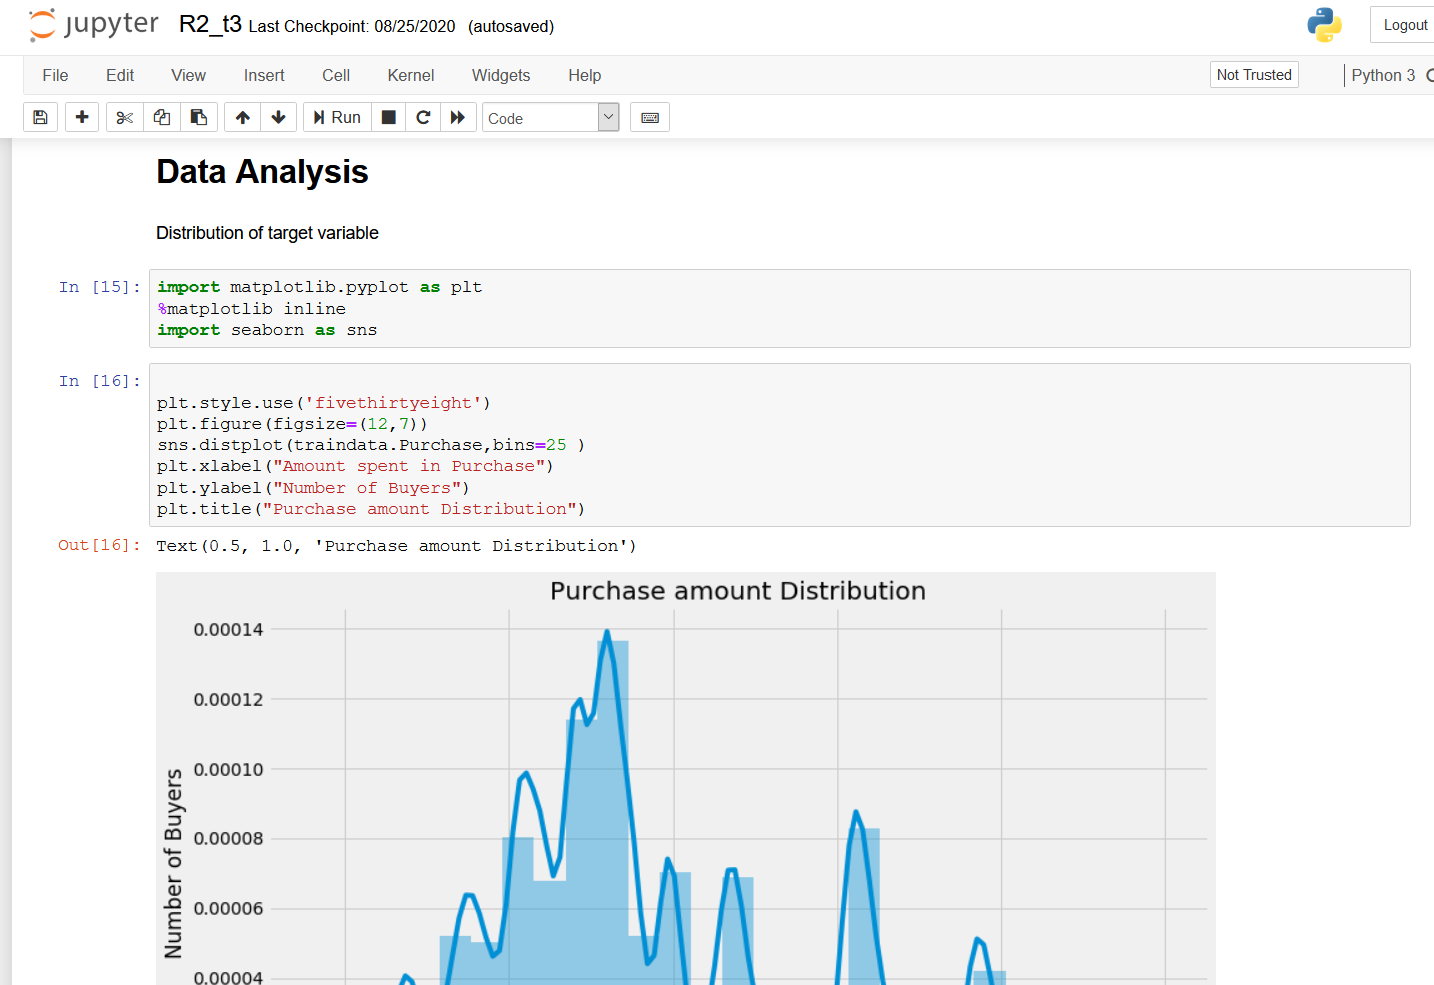 jupyter R2_t3 Last Checkpoint: 08/25/2020 (autosaved) Logout
File Edit View Insert Cell Kernel Widgets Help Not Trusted Python 3
Run Code
Data Analysis
Distribution of target variable
In [15]: import matplotlib.pyplot as plt
%matplotlib inline
import seaborn as sns
In [16]:
plt.style.use('fivethirtyeight')
plt.figure(figsize=(12,7))
sns.distplot(traindata.Purchase,bins=25 )
plt.xlabel("Amount spent in Purchase")
plt.ylabel("Number of Buyers")
plt.title("Purchase amount Distribution")
Out[16]: Text(0.5, 1.0, 'Purchase amount Distribution')
Purchase amount Distribution
0.00014
0.00012
0.00010
0.00008
0.00006
0.00004
Number of Buyers